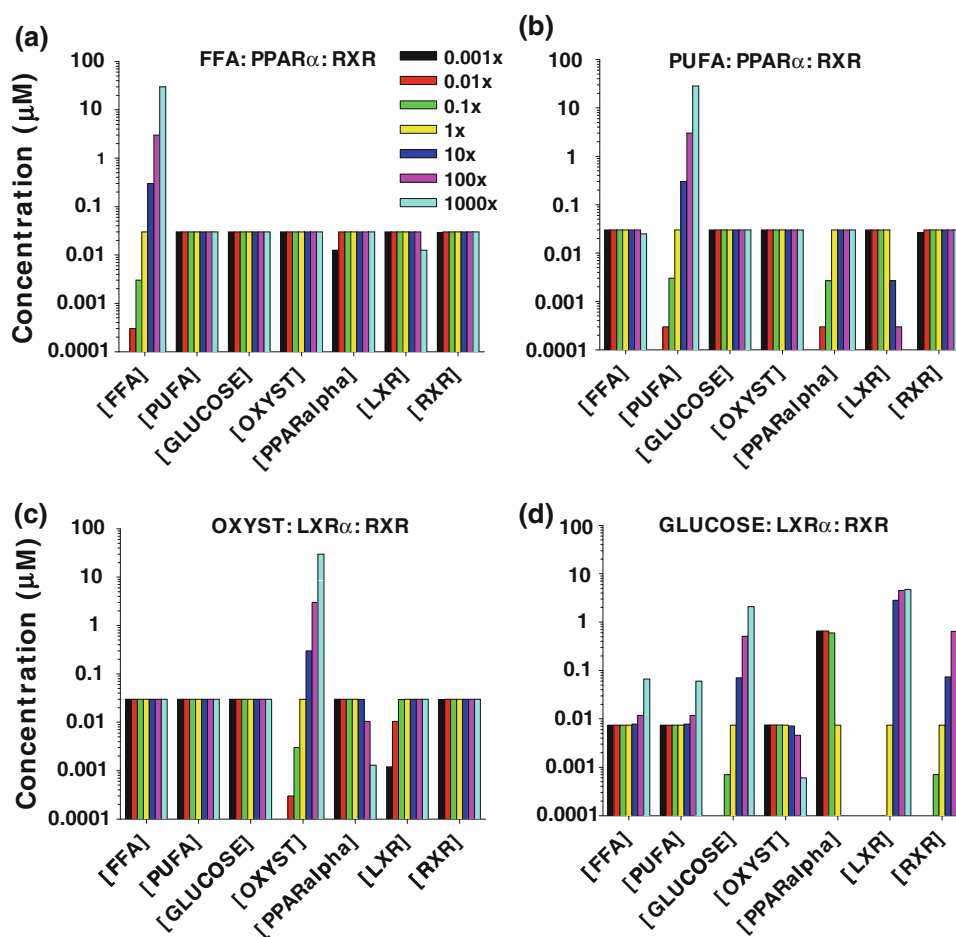 (a)
FFA: PPARα: RXR
0.001x
0.01x
0.1x
1x
10x
100x
1000x
Concentration (μM)
100
10
1
0.1
0.01
0.001
0.0001
[FFA]
[PUFA]
[GLUCOSE]
[OXYST]
[PPARalpha]
[LXR]
[RXR]
(b)
PUFA: PPARα: RXR
100
10
1
0.1
0.01
0.001
0.0001
[FFA]
[PUFA]
[GLUCOSE]
[OXYST]
[PPARalpha]
[LXR]
[RXR]
(c)
OXYST: LXRα: RXR
Concentration (μM)
100
10
1
0.1
0.01
0.001
0.0001
[FFA]
[PUFA]
[GLUCOSE]
[OXYST]
[PPARalpha]
[LXR]
[RXR]
(d)
GLUCOSE: LXRα: RXR
100
10
1
0.1
0.01
0.001
0.0001
[FFA]
[PUFA]
[GLUCOSE]
[OXYST]
[PPARalpha]
[LXR]
[RXR]